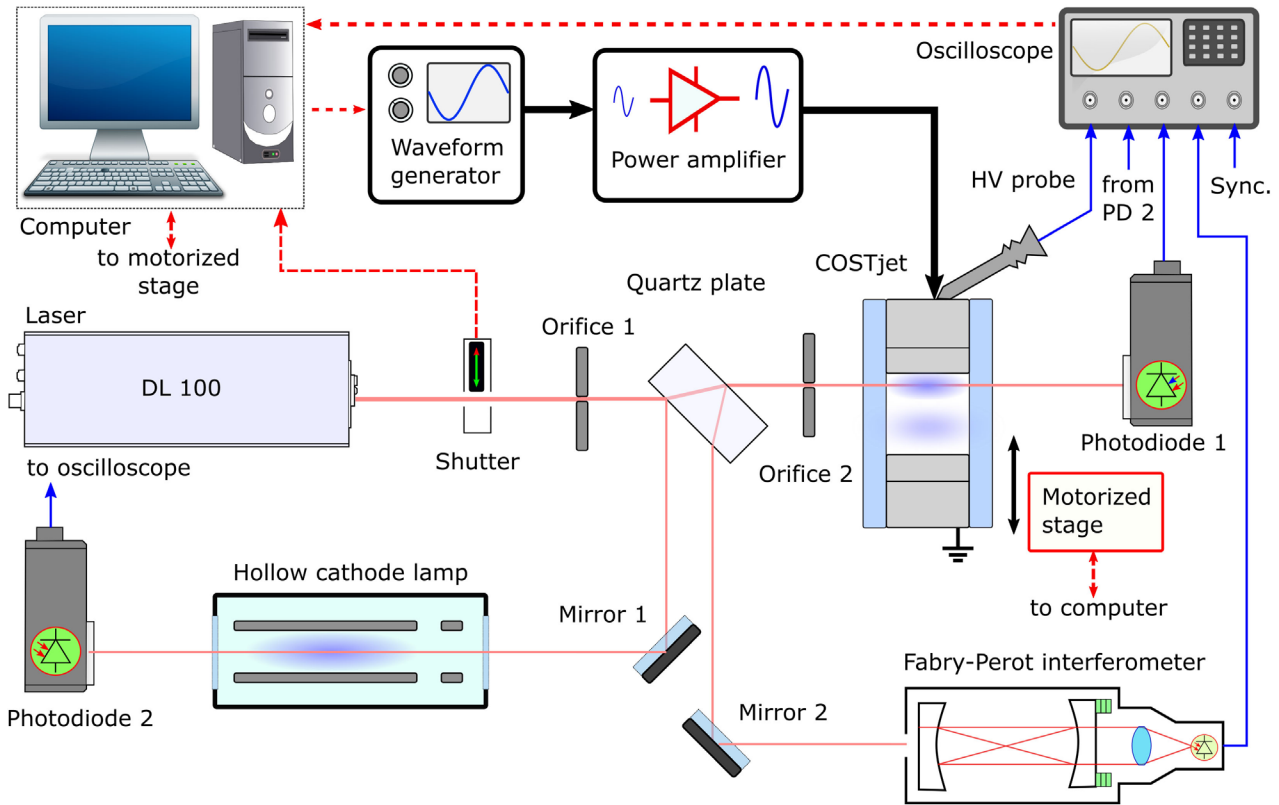 Oscilloscope
Waveform
generator
Power amplifier
HV probe
from
PD 2
Sync.
Computer
to motorized
stage
COSTjet
Quartz plate
Laser
Orifice 1
DL 100
Shutter
Orifice 2
Photodiode 1
to oscilloscope
Motorized
stage
Hollow cathode lamp
Mirror 1
to computer
Fabry-Perot interferometer
Photodiode 2
Mirror 2